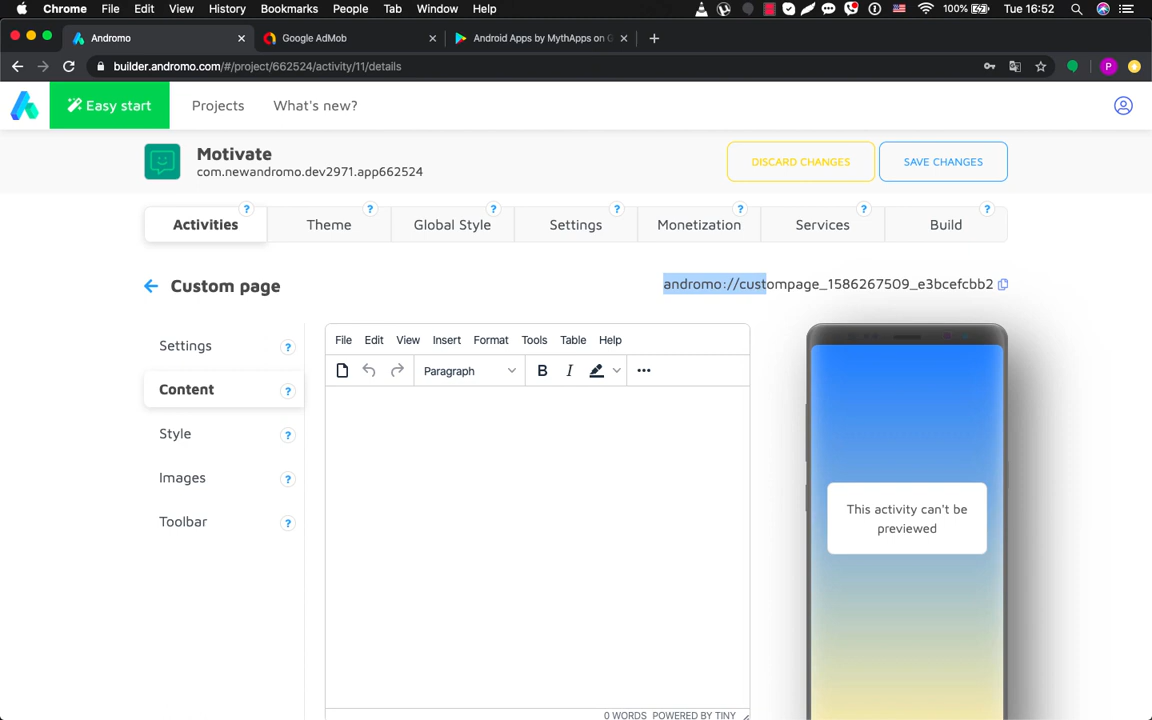 Chrome File Edit View History Bookmarks People Tab Window Help 100% Tue 16:52
Andromo
Google AdMob
Android Apps by MythApps on G
builder.andromo.com/#/project/662524/activity/11/details
P
Easy start
Projects
What's new?
Motivate
com.newandromo.dev2971.app662524
DISCARD CHANGES
SAVE CHANGES
Activities ?
Theme ?
Global Style ?
Settings ?
Monetization ?
Services ?
Build ?
Custom page
andromo://custompage_1586267509_e3bcefcbb2
Settings ?
Content ?
Style ?
Images ?
Toolbar ?
File Edit View Insert Format Tools Table Help
Paragraph B I
0 WORDS POWERED BY TINY
This activity can't be
previewed